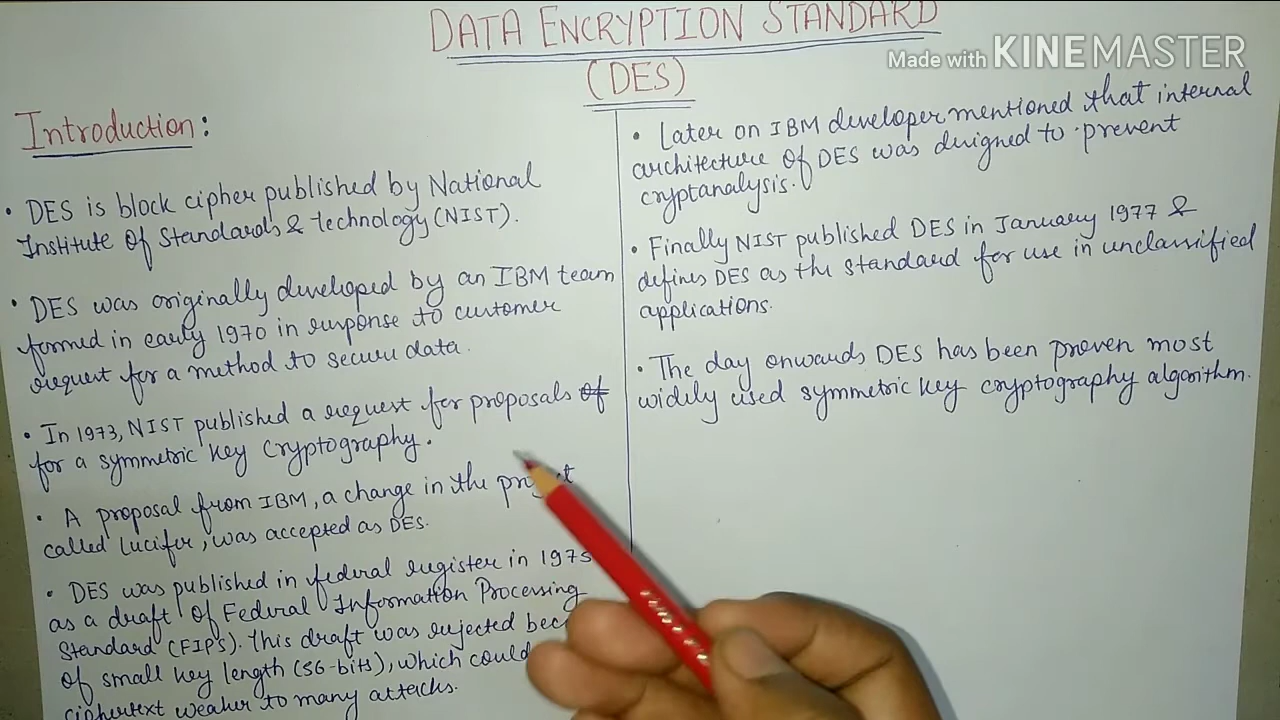 DATA ENCRYPTION STANDARD
(DES)
Made with KINEMASTER
Introduction:
• DES is block cipher published by National
Institute of Standards & technology (NIST).
• DES was originally developed by an IBM team
formed in early 1970 in response to customer
request for a method to secure data.
• In 1973, NIST published a request for proposals of
for a symmetric key cryptography.
• A proposal from IBM, a change in the
called Lucifer, was accepted as DES.
• DES was published in federal register in 1975
as a draft of Federal Information Processing
Standard (FIPS). This draft was rejected
of small key length (56-bits), which could
ciphertext weaker to many attacks.
• Later on IBM developer mentioned that internal
architecture of DES was designed to prevent
cryptanalysis.
• Finally NIST published DES in January 1977 &
defines DES as the standard for use in unclassified
applications.
• The day onwards, DES has been proven most
widely used symmetric key cryptography algorithm.